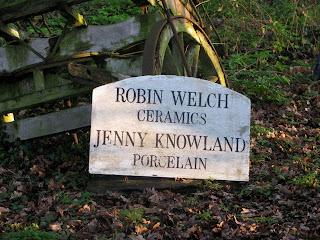 ROBIN WELCH
CERAMICS
JENNY KNOWLAND
PORCELAIN